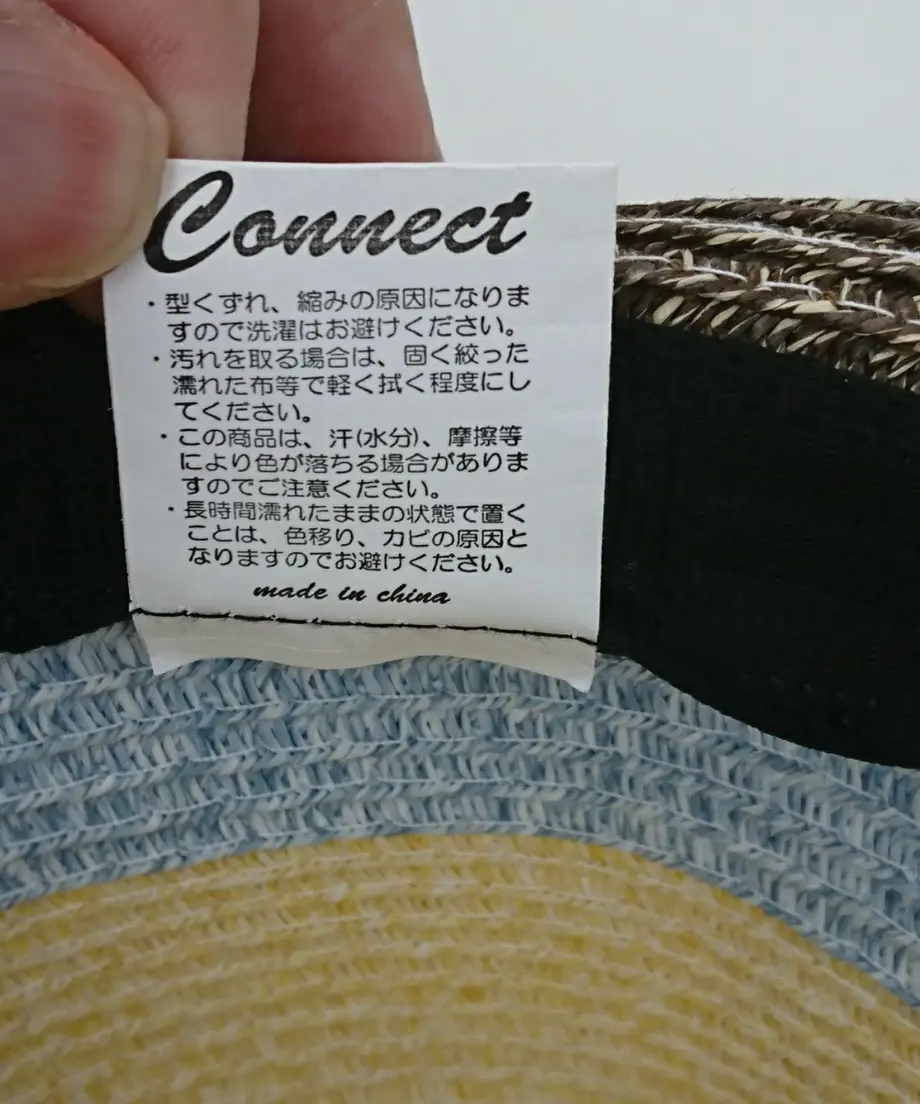 Connect
・型くずれ、縮みの原因になりま
すので洗濯はお避けください。
・汚れを取る場合は、固く絞った
濡れた布等で軽く拭く程度にし
てください。
・この商品は、汗(水分)、摩擦等
により色が落ちる場合がありま
すのでご注意ください。
・長時間濡れたままの状態で置く
ことは、色移り、カビの原因と
なりますのでお避けください。
made in china